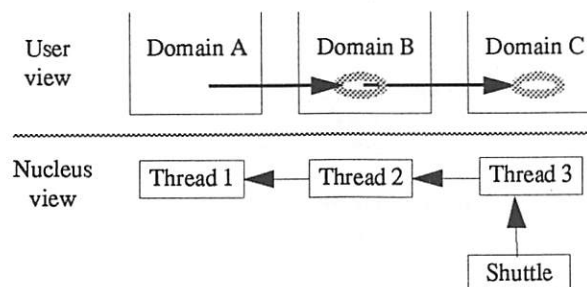 User
view
Domain A
Domain B
Domain C
Nucleus
view
Thread 1
Thread 2
Thread 3
Shuttle